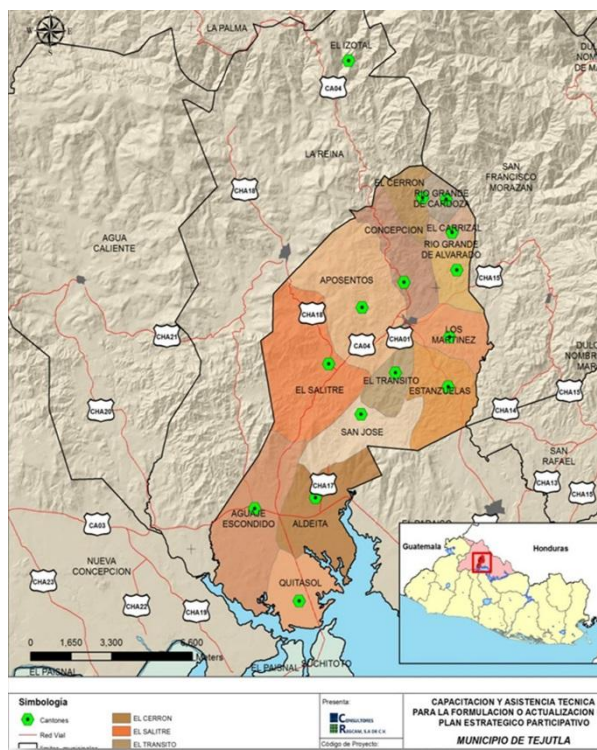 N
W
E
S
LA PALMA
EL IZOTAL
CA04
LA REINA
CHA18
SAN
FRANCISCO
MORAZAN
EL CERRON
RIO GRANDE
DE CARDOZA
CONCEPCION
EL CARRIZAL
RIO GRANDE
DE ALVARADO
AGUA
CALIENTE
CHA15
APOSENTOS
CHA18
CHA01
LOS
MARTINEZ
CHA21
CA04
EL TRANSITO
EL SALITRE
ESTANZUELAS
CHA15
CHA20
SAN JOSE
CHA14
SAN
RAFAEL
CHA17
CHA13
CHA15
AGUAJE
ESCONDIDO
ALDEITA
CA03
EL PARAISO
Guatemala
Honduras
NUEVA
CONCEPCION
CHA23
QUITASOL
CHA22
CHA19
0 1,650 3,300 6,600
Meters
EL PAISNAL
EL PAISNAL
SUCHITOTO
Simbología
Cantones
Red Vial
EL CERRON
EL SALITRE
EL TRANSITO
Presenta:
CONSULTORES
Código de Proyecto:
CAPACITACION Y ASISTENCIA TECNICA
PARA LA FORMULACION O ACTUALIZACION
PLAN ESTRATEGICO PARTICIPATIVO
MUNICIPIO DE TEJUTLA